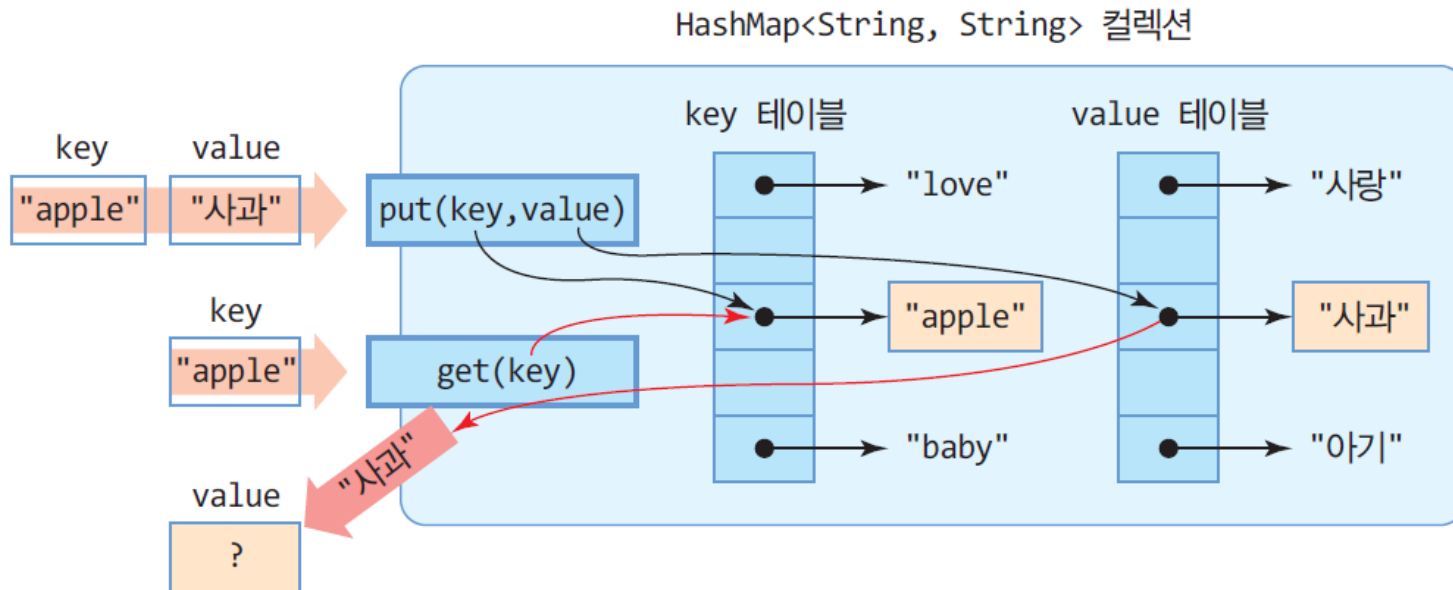 HashMap<String, String> 컬렉션
key 테이블
value 테이블
key
value
"apple"
"사과"
put(key,value)
"love"
"사랑"
key
"apple"
get(key)
"apple"
"사과"
"사과"
"baby"
"아기"
value
?